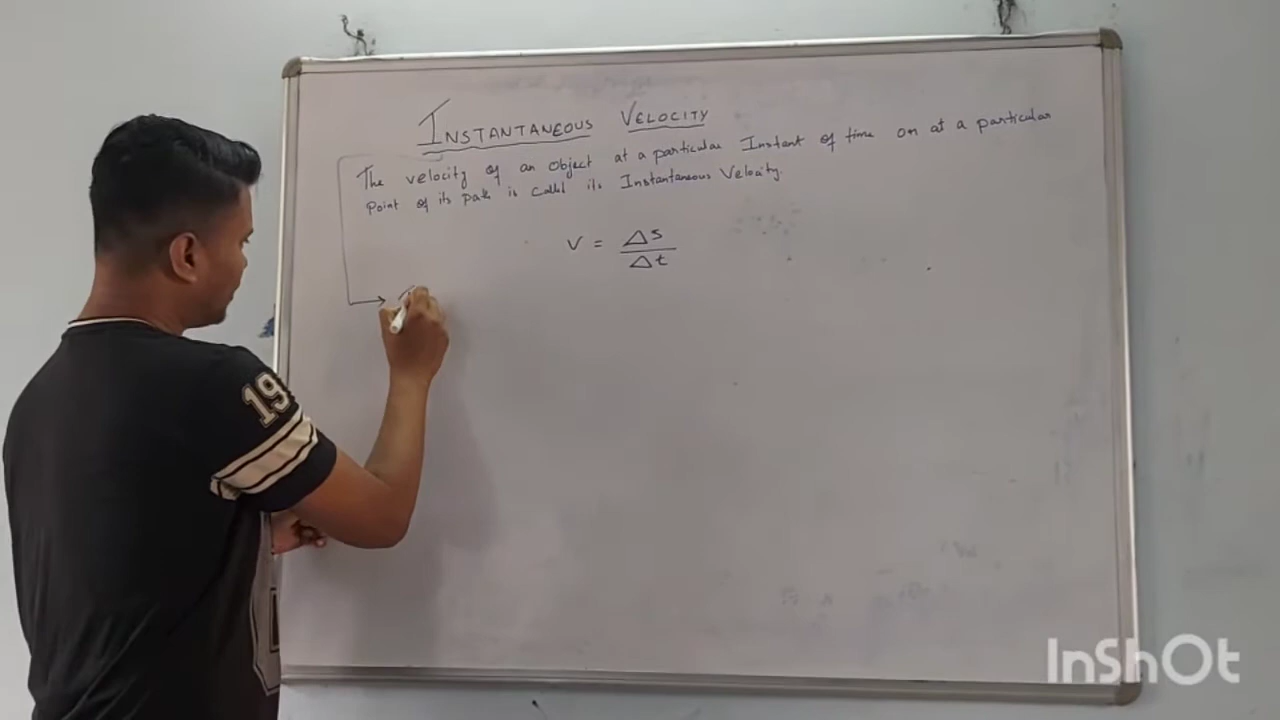 INSTANTANEOUS VELOCITY
The velocity of an object at a particular Instant of time or at a particular
Point of its path is called its Instantaneous Velocity.
V = Δs / Δt
19
InShOt